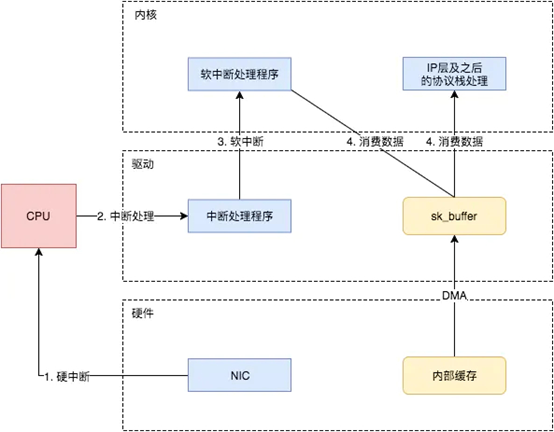 内核
软中断处理程序
IP层及之后
的协议栈处理
3. 软中断
4. 消费数据
4. 消费数据
驱动
CPU
2. 中断处理
中断处理程序
sk_buffer
DMA
硬件
1. 硬中断
NIC
内部缓存